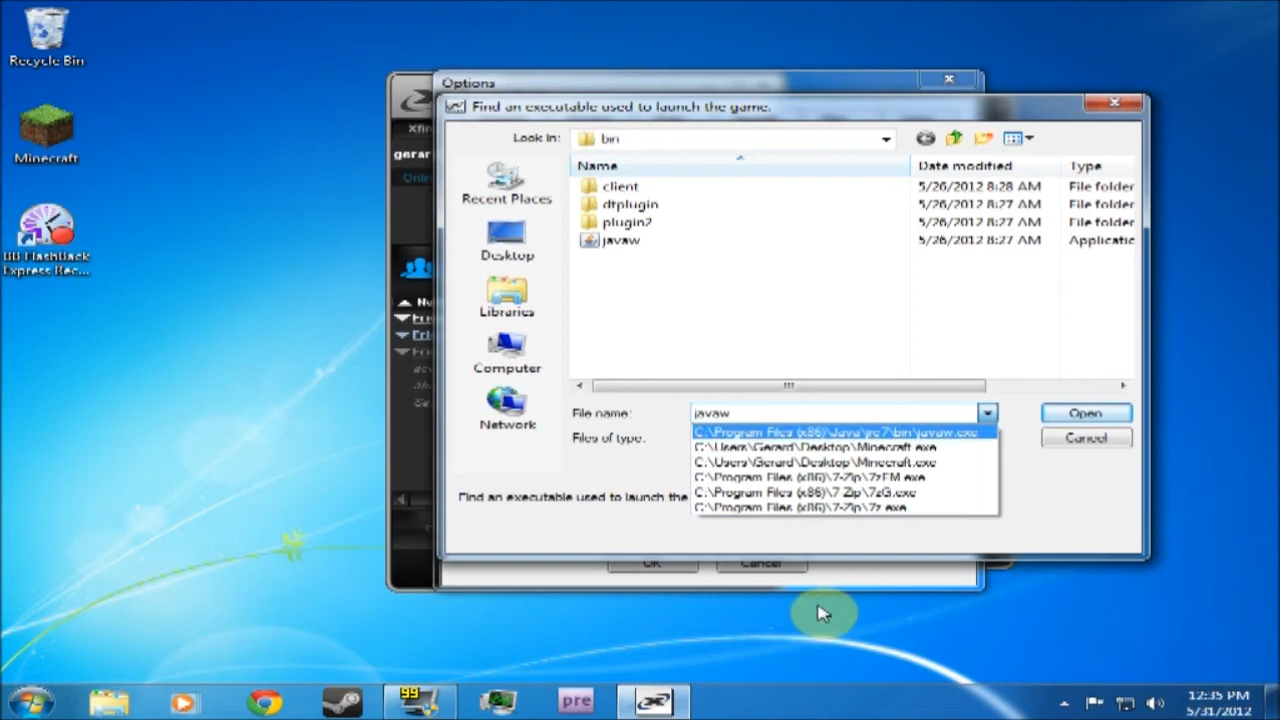 Recycle Bin
Minecraft
BB FlashBack
Express Rec...
Options
Find an executable used to launch the game.
Look in:
bin
Name
Date modified
Type
client
5/26/2012 8:28 AM
File folder
dtplugin
5/26/2012 8:27 AM
File folder
plugin2
5/26/2012 8:27 AM
File folder
javaw
5/26/2012 8:27 AM
Applicatic
Recent Places
Desktop
Libraries
Computer
Network
File name:
javaw
Open
Files of type:
Cancel
C:\Program Files (x86)\Java\jre7\bin\javaw.exe
C:\Users\Gerard\Desktop\Minecraft.exe
C:\Users\Gerard\Desktop\Minecraft.exe
C:\Program Files (x86)\7-Zip\7zFM.exe
C:\Program Files (x86)\7-Zip\7zG.exe
C:\Program Files (x86)\7-Zip\7z.exe
Find an executable used to launch the
OK
Cancel
Xfir
gerar
Onlin
99
pre
12:35 PM
5/31/2012